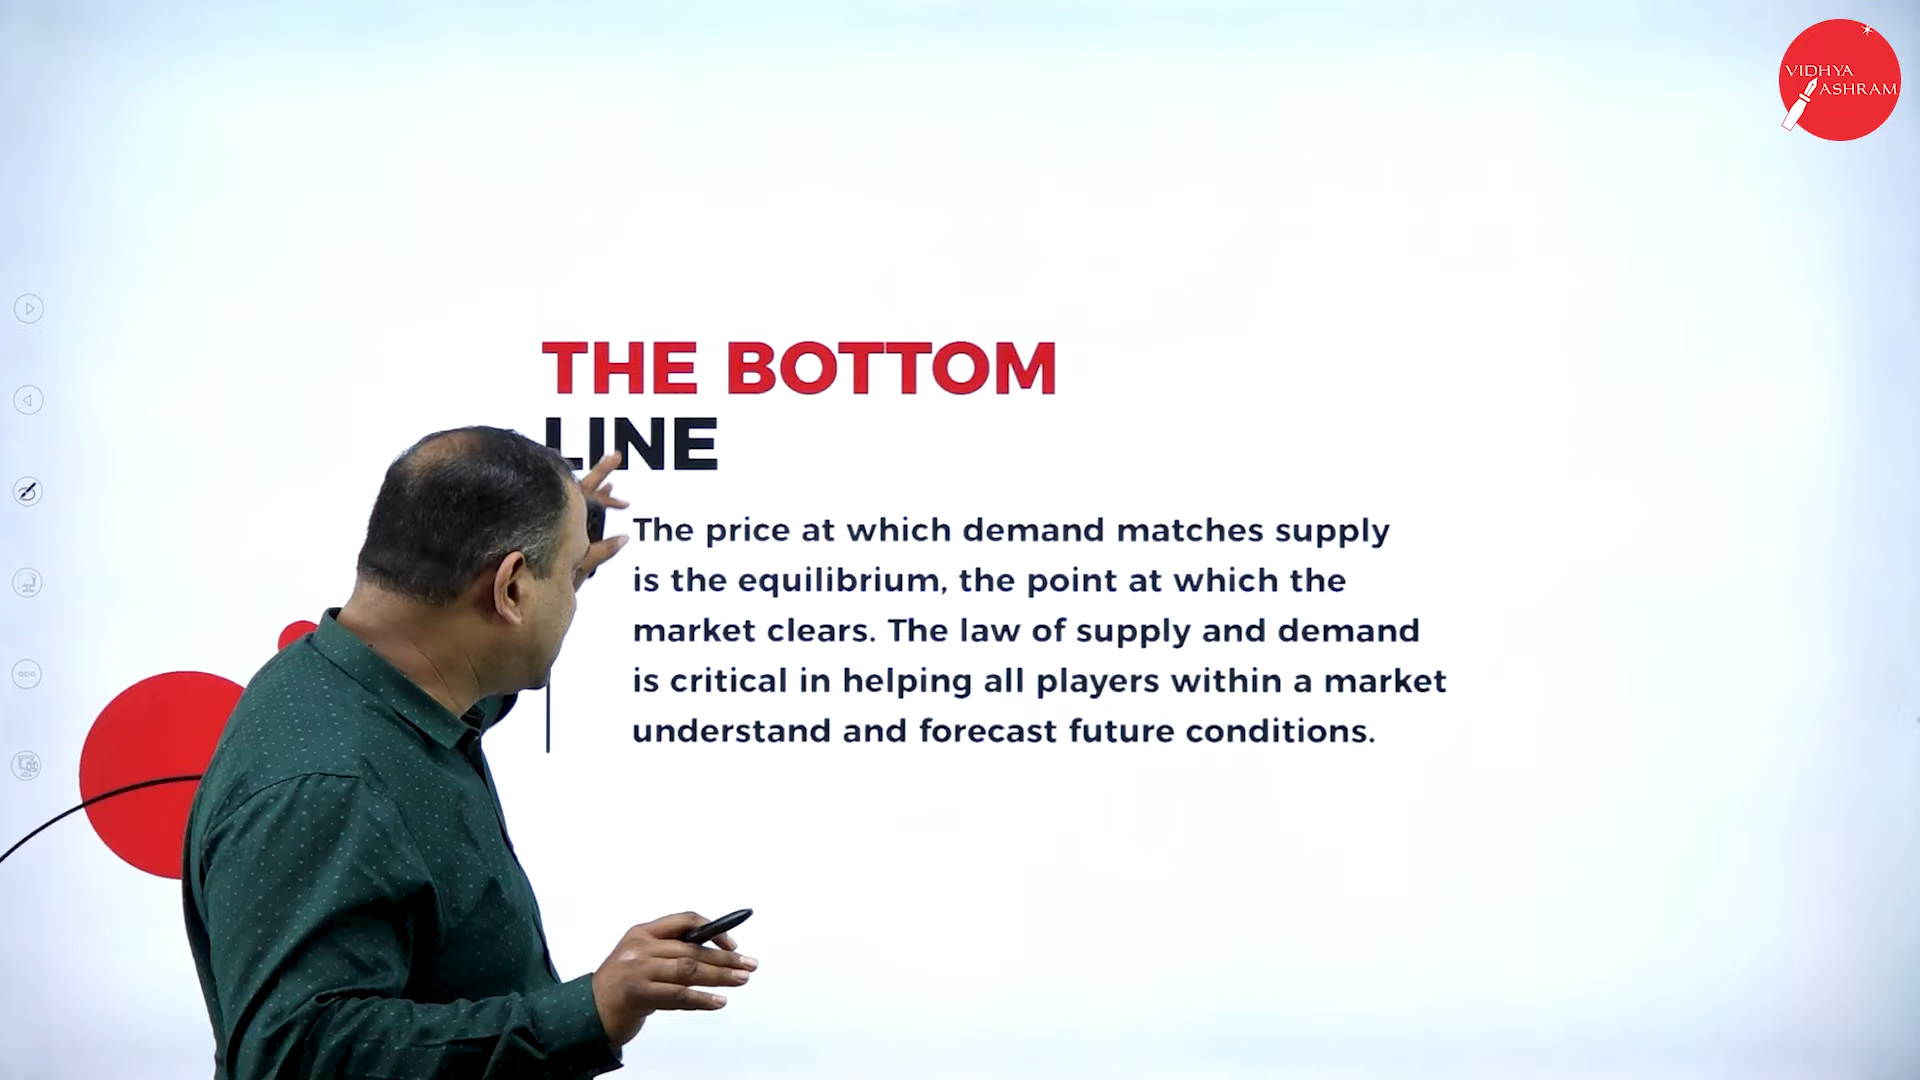 VIDHYA
ASHRAM
THE BOTTOM
LINE
The price at which demand matches supply
is the equilibrium, the point at which the
market clears. The law of supply and demand
is critical in helping all players within a market
understand and forecast future conditions.